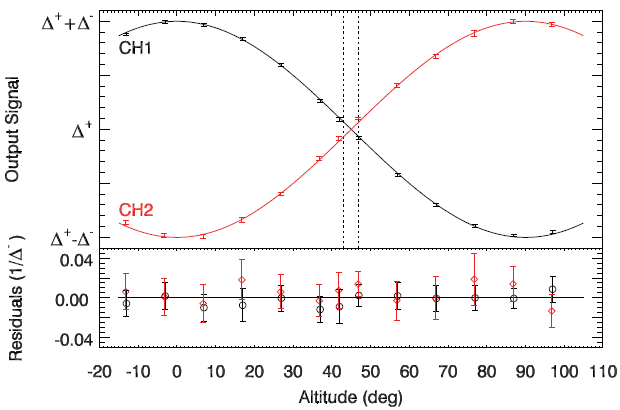 Δ⁺+Δ⁻
CH1
Output Signal
Δ⁺
CH2
Δ⁺-Δ⁻
Residuals (1/Δ⁻)
0.04
0.00
-0.04
-20 -10 0 10 20 30 40 50 60 70 80 90 100 110
Altitude (deg)